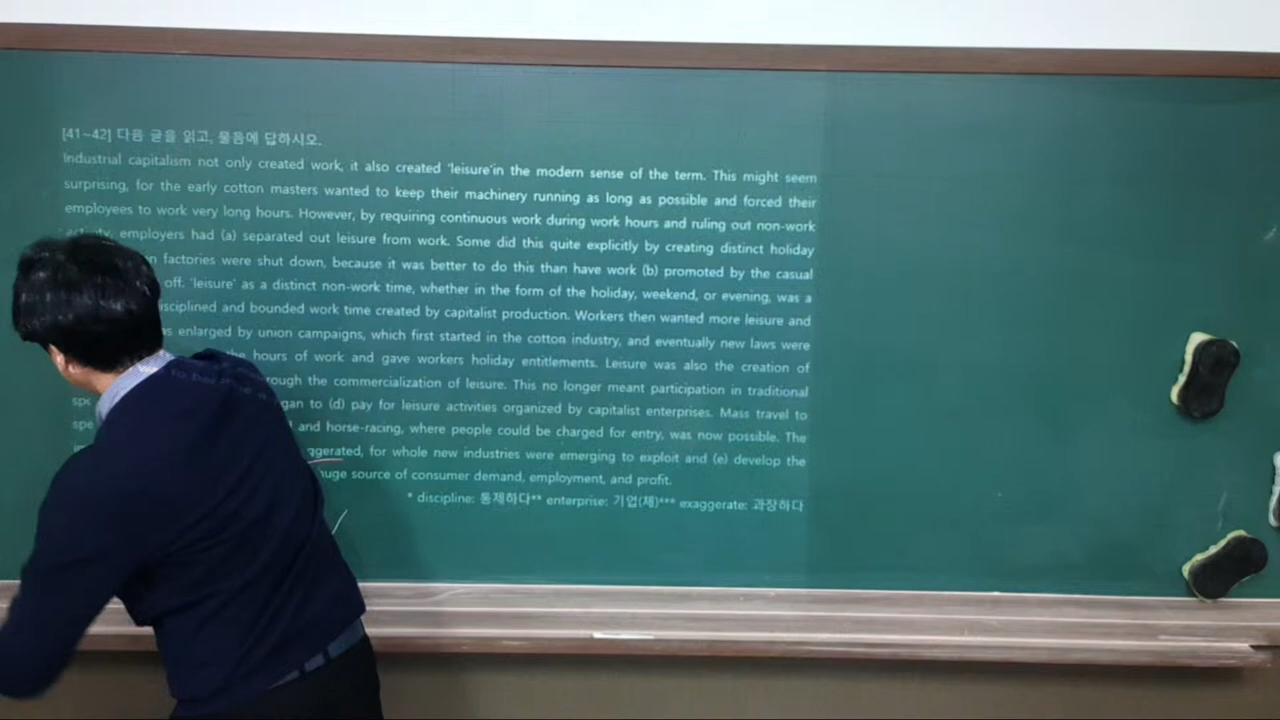 [41~42] 다음 글을 읽고, 물음에 답하시오.
Industrial capitalism not only created work, it also created 'leisure'in the modern sense of the term. This might seem
surprising, for the early cotton masters wanted to keep their machinery running as long as possible and forced their
employees to work very long hours. However, by requiring continuous work during work hours and ruling out non-work
employers had (a) separated out leisure from work. Some did this quite explicitly by creating distinct holiday
factories were shut down, because it was better to do this than have work (b) promoted by the casual
off. 'leisure' as a distinct non-work time, whether in the form of the holiday, weekend, or evening, was a
disciplined and bounded work time created by capitalist production. Workers then wanted more leisure and
enlarged by union campaigns, which first started in the cotton industry, and eventually new laws were
the hours of work and gave workers holiday entitlements. Leisure was also the creation of
through the commercialization of leisure. This no longer meant participation in traditional
to (d) pay for leisure activities organized by capitalist enterprises. Mass travel to
and horse-racing, where people could be charged for entry, was now possible. The
for whole new industries were emerging to exploit and (e) develop the
huge source of consumer demand, employment, and profit.
* discipline: 통제하다** enterprise: 기업(체)*** exaggerate: 과장하다